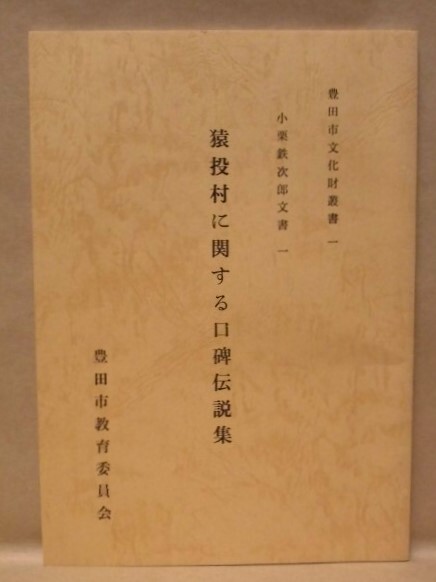 豊田市文化財叢書 一
小栗鉄次郎文書 一
猿投村に関する口碑伝説集
豊田市教育委員会